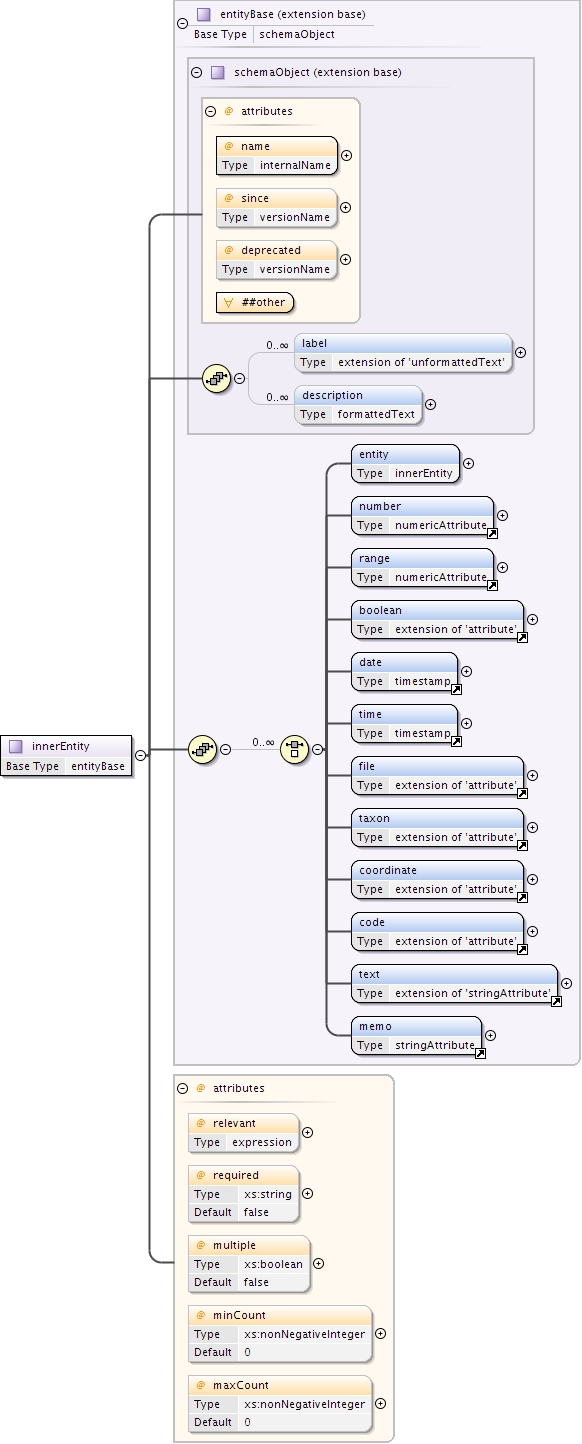 entityBase (extension base)
Base Type schemaObject
schemaObject (extension base)
@ attributes
@ name
Type internalName
@ since
Type versionName
@ deprecated
Type versionName
∀ ##other
0..∞ label
Type extension of 'unformattedText'
0..∞ description
Type formattedText
entity
Type innerEntity
number
Type numericAttribute
range
Type numericAttribute
boolean
Type extension of 'attribute'
date
Type timestamp
time
Type timestamp
innerEntity
Base Type entityBase
0..∞
file
Type extension of 'attribute'
taxon
Type extension of 'attribute'
coordinate
Type extension of 'attribute'
code
Type extension of 'attribute'
text
Type extension of 'stringAttribute'
memo
Type stringAttribute
@ attributes
@ relevant
Type expression
@ required
Type xs:string
Default false
@ multiple
Type xs:boolean
Default false
@ minCount
Type xs:nonNegativeInteger
Default 0
@ maxCount
Type xs:nonNegativeInteger
Default 0